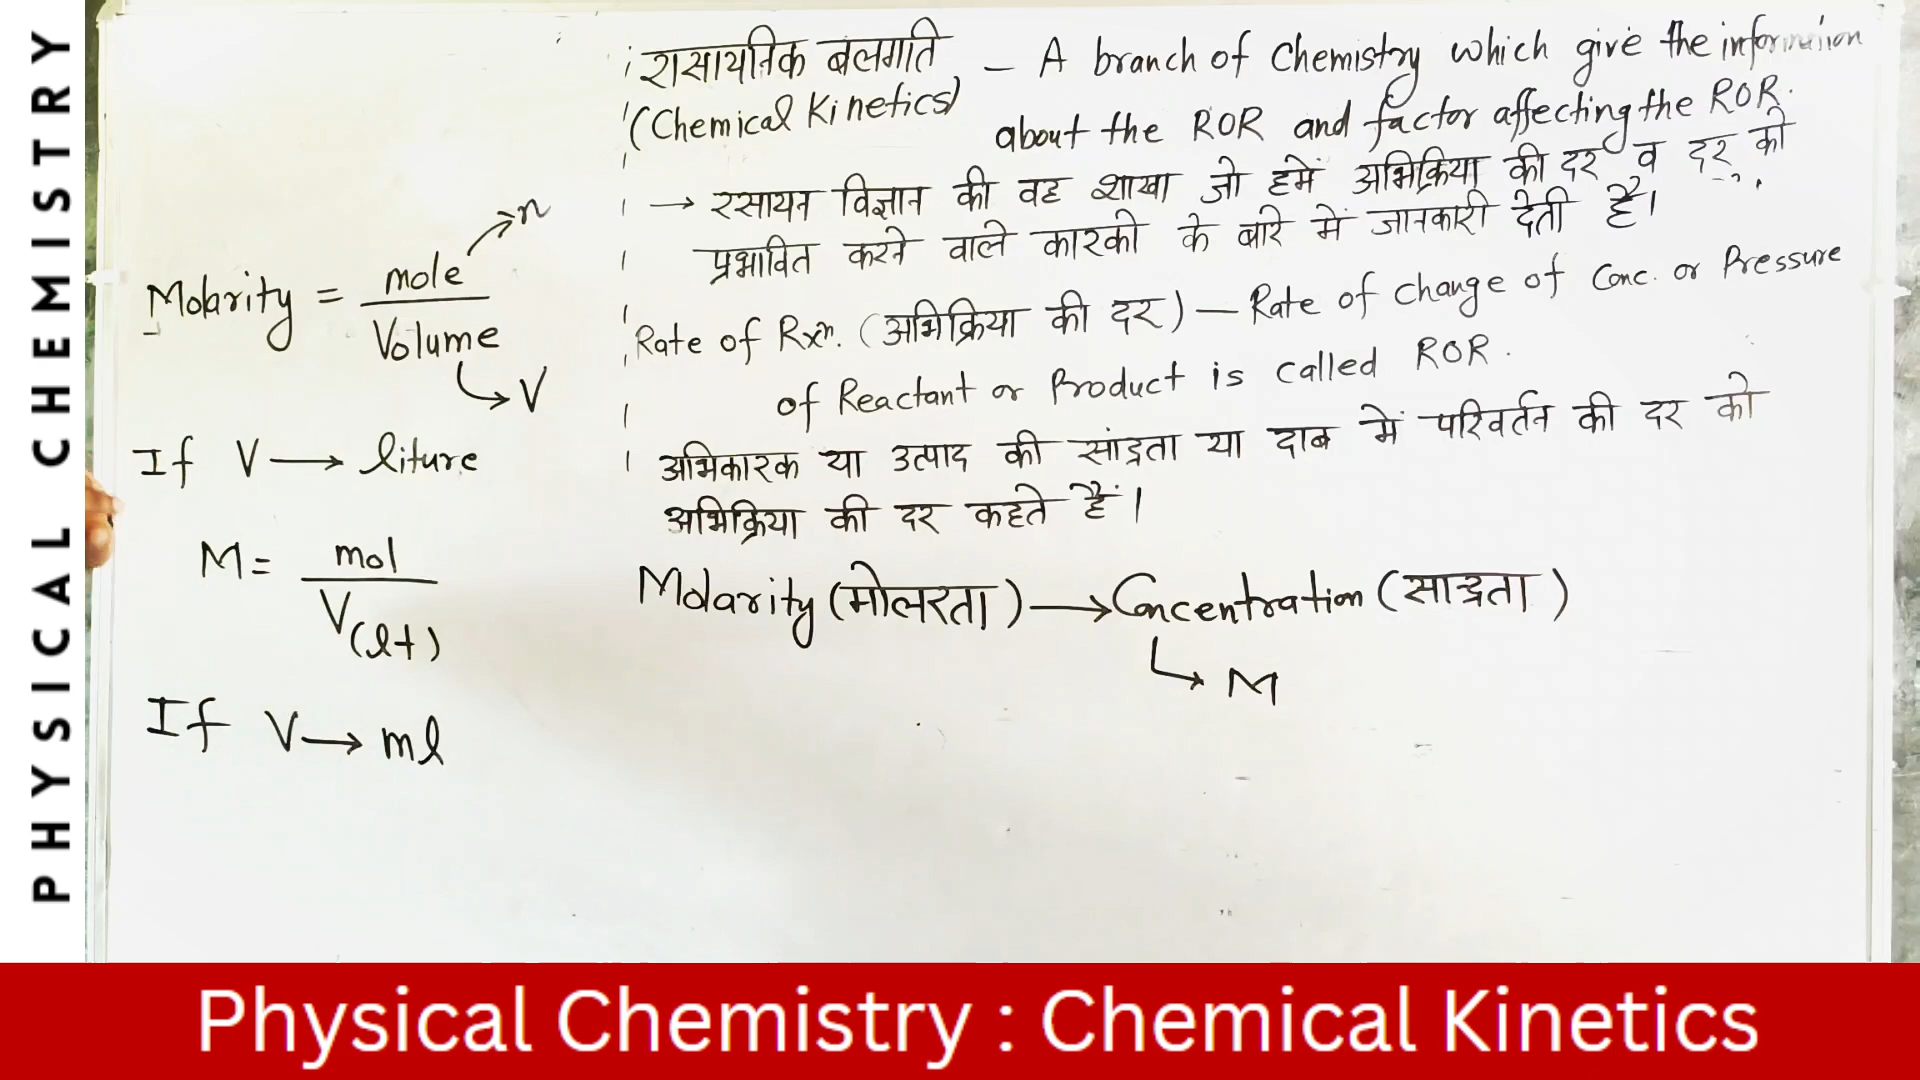 PHYSICAL CHEMISTRY
रासायनिक बलगति — A branch of Chemistry which give the information
(Chemical Kinetics) about the ROR and factor affecting the ROR.
→ रसायन विज्ञान की वह शाखा जो हमें अभिक्रिया की दर व दर को
प्रभावित करने वाले कारको के बारे में जानकारी देती है।
Rate of Rxn. (अभिक्रिया की दर) — Rate of change of Conc. or Pressure
of Reactant or Product is called ROR.
अभिकारक या उत्पाद की सांद्रता या दाब में परिवर्तन की दर को
अभिक्रिया की दर कहते हैं।
Molarity (मोलरता) → Concentration (सान्द्रता)
↳ M
Molarity = mole → n
Volume
↳ V
If V → liture
M = mol
V(lt)
If V → ml
Physical Chemistry : Chemical Kinetics